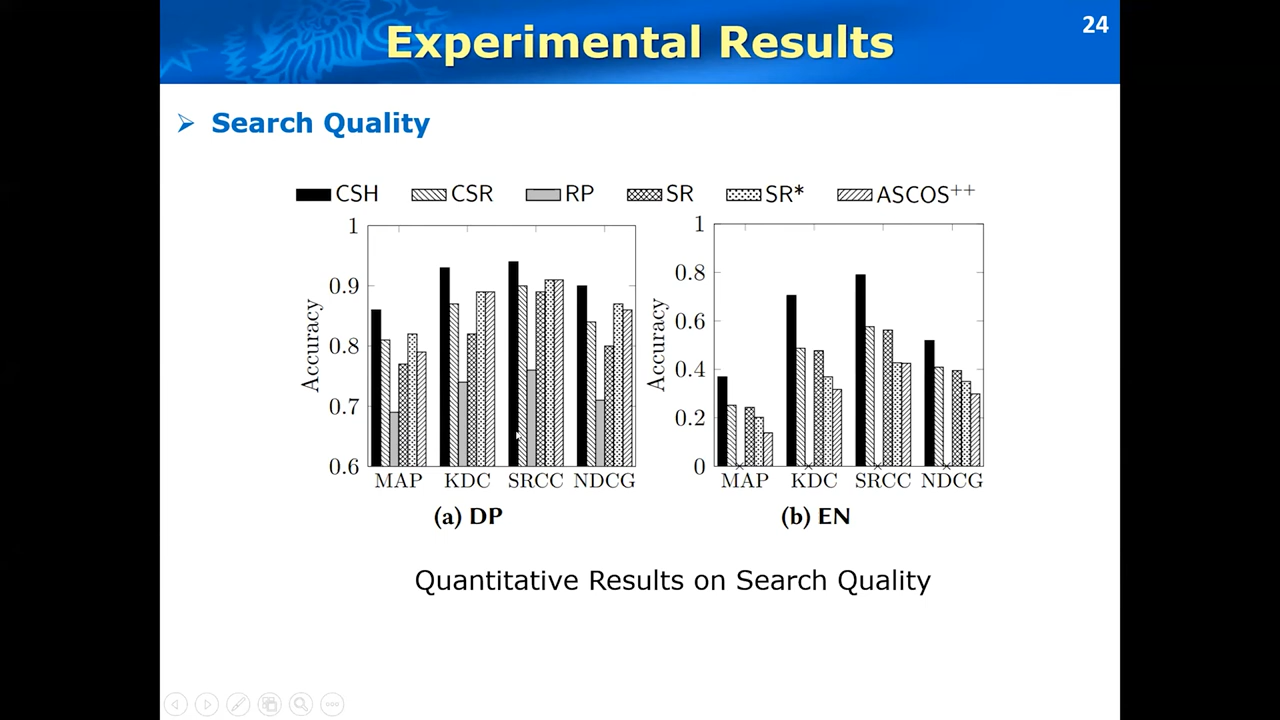 Experimental Results
24
➢ Search Quality
CSH CSR RP SR SR* ASCOS++
1
0.9
0.8
0.7
0.6
Accuracy
MAP KDC SRCC NDCG
(a) DP
1
0.8
0.6
0.4
0.2
0
Accuracy
MAP KDC SRCC NDCG
(b) EN
Quantitative Results on Search Quality